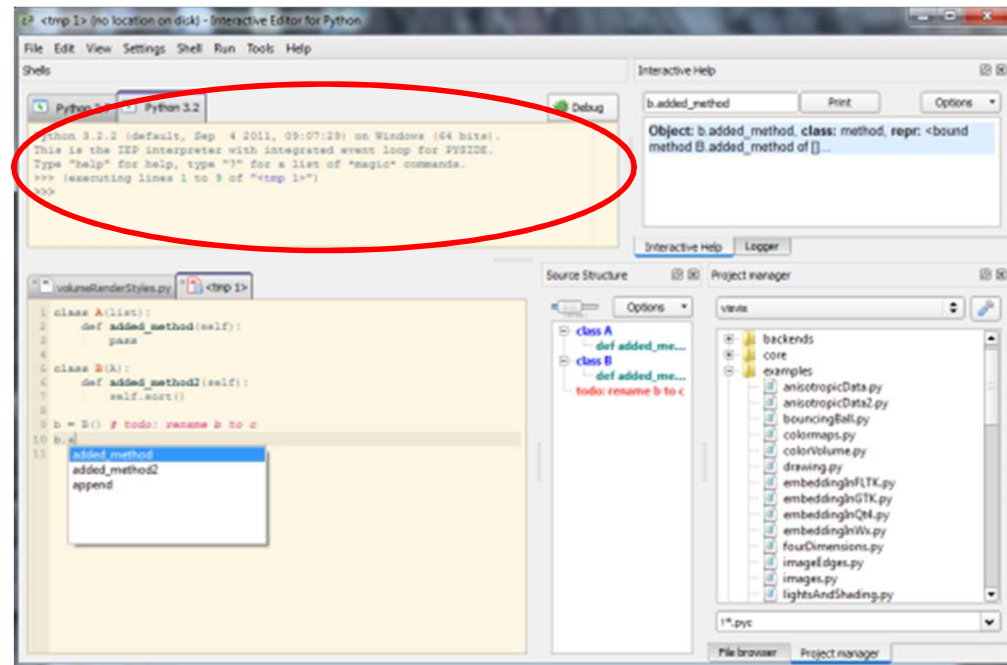 <tmp 1> (no location on disk) - Interactive Editor for Python
File Edit View Settings Shell Run Tools Help
Shells
Python Python 3.2
Debug
Python 3.2.2 (default, Sep 4 2011, 09:07:29) on Windows (64 bits).
This is the IEP interpreter with integrated event loop for PYSIDE.
Type "help" for help, type "?" for a list of *magic* commands.
>>> (executing lines 1 to 9 of "<tmp 1>")
>>>
Interactive Help
b.added_method Print Options
Object: b.added_method, class: method, repr: <bound
method B.added_method of []...
Interactive Help Logger
volumeRenderStyles.py <tmp 1>
1 class A(list):
2 def added_method(self):
3 pass
4
5 class B(A):
6 def added_method2(self):
7 self.sort()
8
9 b = B() # todo: rename b to c
10 b.a
11
added_method
added_method2
append
Source Structure
Options
class A
def added_me...
class B
def added_me...
todo: rename b to c
Project manager
visvis
backends
core
examples
anisotropicData.py
anisotropicData2.py
bouncingBall.py
colormaps.py
colorVolume.py
drawing.py
embeddingInFLTK.py
embeddingInGTK.py
embeddingInQt4.py
embeddingInWx.py
fourDimensions.py
imageEdges.py
images.py
lightsAndShading.py
!*.pyc
File browser Project manager